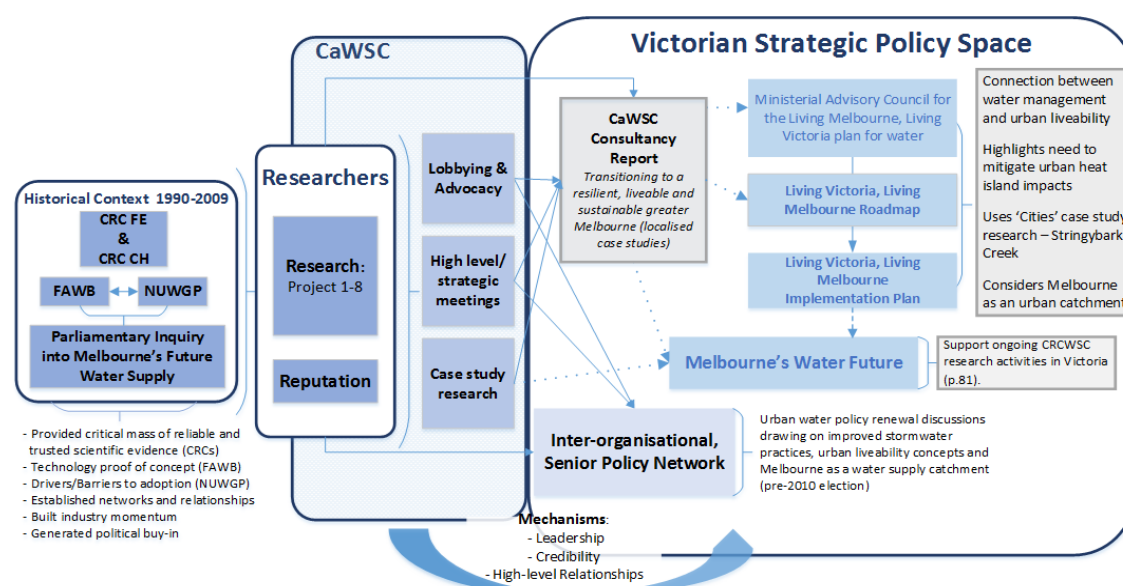 CaWSC
Victorian Strategic Policy Space
Historical Context 1990-2009
CRC FE
&
CRC CH
FAWB
NUWGP
Parliamentary Inquiry
into Melbourne's Future
Water Supply
- Provided critical mass of reliable and
trusted scientific evidence (CRCs)
- Technology proof of concept (FAWB)
- Drivers/Barriers to adoption (NUWGP)
- Established networks and relationships
- Built industry momentum
- Generated political buy-in
Researchers
Research:
Project 1-8
Reputation
Lobbying &
Advocacy
High level/
strategic
meetings
Case study
research
CaWSC
Consultancy
Report
Transitioning to a
resilient, liveable and
sustainable greater
Melbourne (localised
case studies)
Ministerial Advisory Council for
the Living Melbourne, Living
Victoria plan for water
Living Victoria, Living
Melbourne Roadmap
Living Victoria, Living
Melbourne
Implementation Plan
Melbourne's Water Future
Inter-organisational,
Senior Policy Network
Connection between
water management
and urban liveability
Highlights need to
mitigate urban heat
island impacts
Uses 'Cities' case study
research – Stringybark
Creek
Considers Melbourne
as an urban catchment
Support ongoing CRCWSC
research activities in Victoria
(p.81).
Urban water policy renewal discussions
drawing on improved stormwater
practices, urban liveability concepts and
Melbourne as a water supply catchment
(pre-2010 election)
Mechanisms:
- Leadership
- Credibility
- High-level Relationships